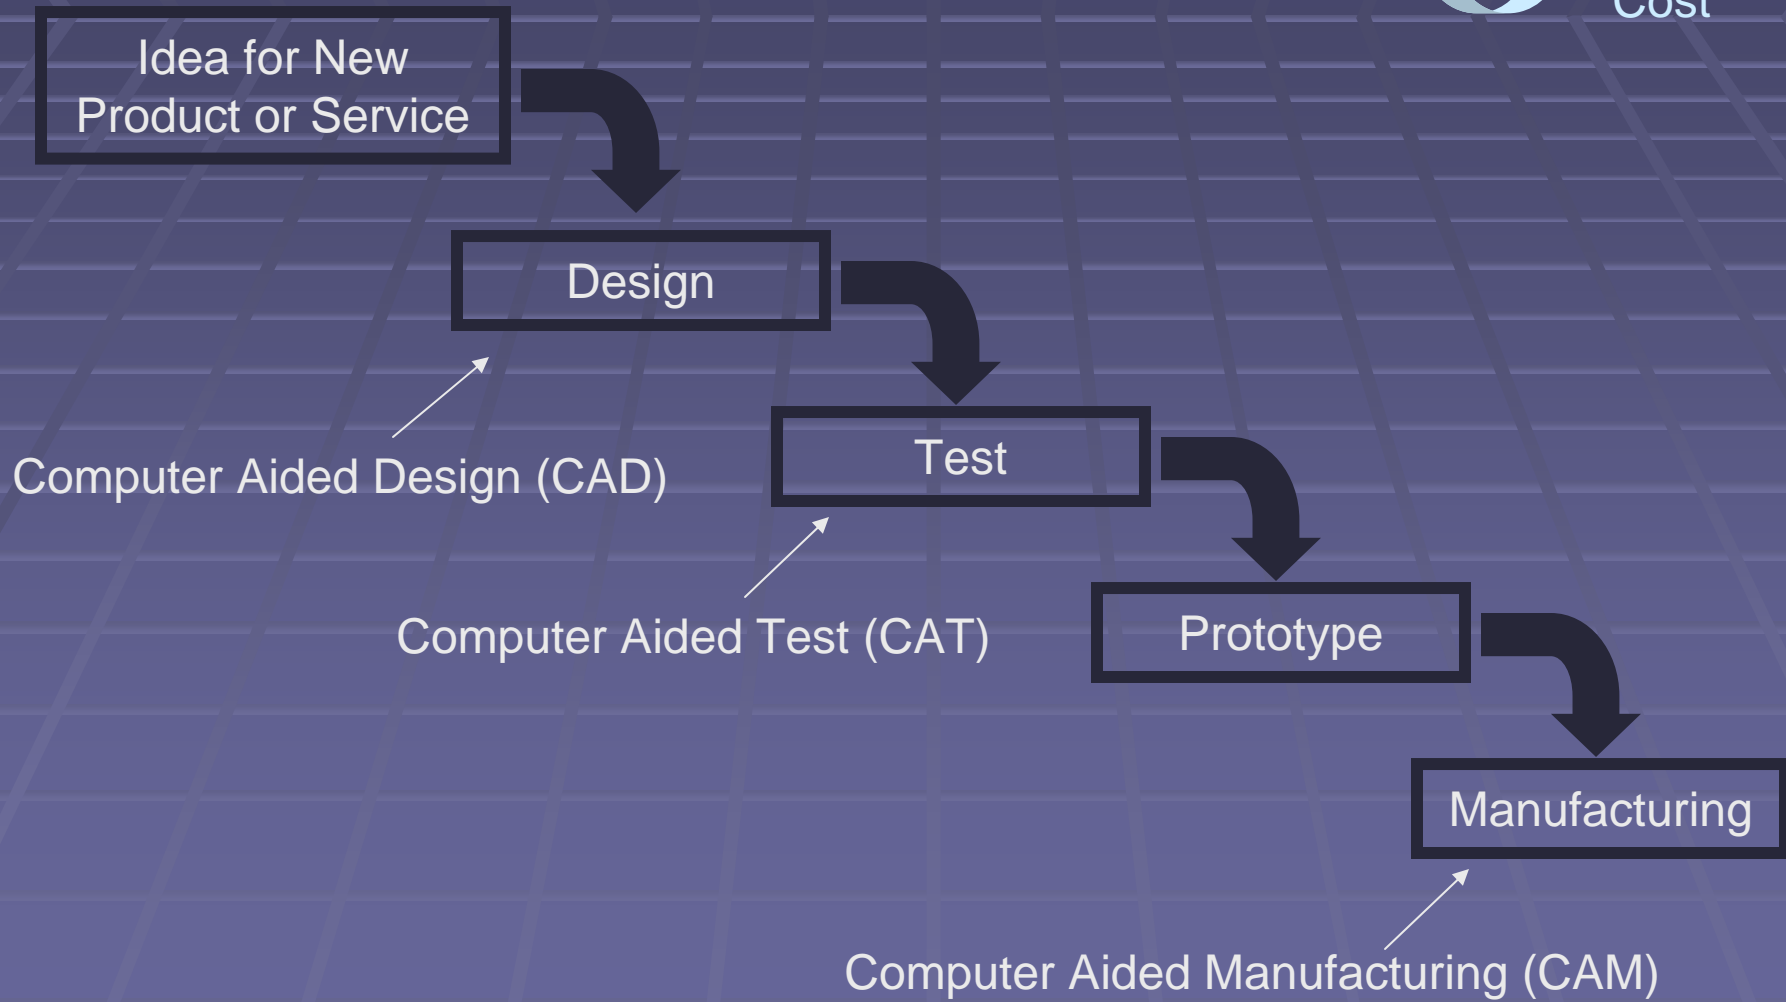 Cost
Idea for New
Product or Service
Design
Computer Aided Design (CAD)
Test
Computer Aided Test (CAT)
Prototype
Manufacturing
Computer Aided Manufacturing (CAM)